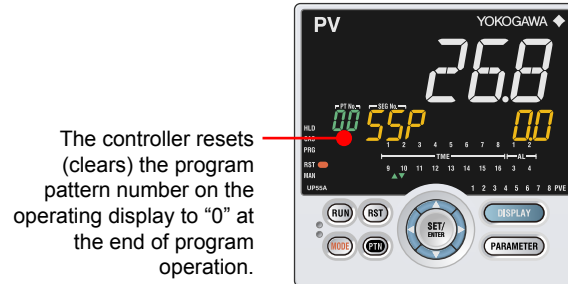 PV
YOKOGAWA
26.8
PT No.
SEG No.
00
SSP
0.0
The controller resets
(clears) the program
pattern number on the
operating display to “0” at
the end of program
operation.
HLD
PRG
RST
MAN
1 2 3 4 5 6 7 8 1 2
TME
AL
9 10 11 12 13 14 15 16 3 4
UP55A
1 2 3 4 5 6 7 8 PVE
RUN
RST
SET/
ENTER
DISPLAY
MODE
PTN
PARAMETER